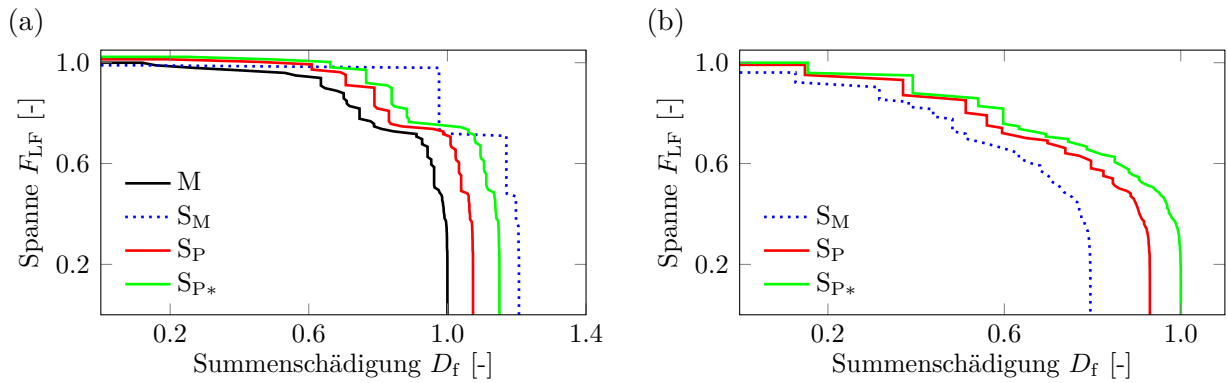 (a)
Spanne F_LF [-]
1.0
0.6
0.2
M
S_M
S_P
S_P*
0.2 0.6 1.0 1.4
Summenschädigung D_f [-]
(b)
Spanne F_LF [-]
1.0
0.6
0.2
S_M
S_P
S_P*
0.2 0.6 1.0
Summenschädigung D_f [-]